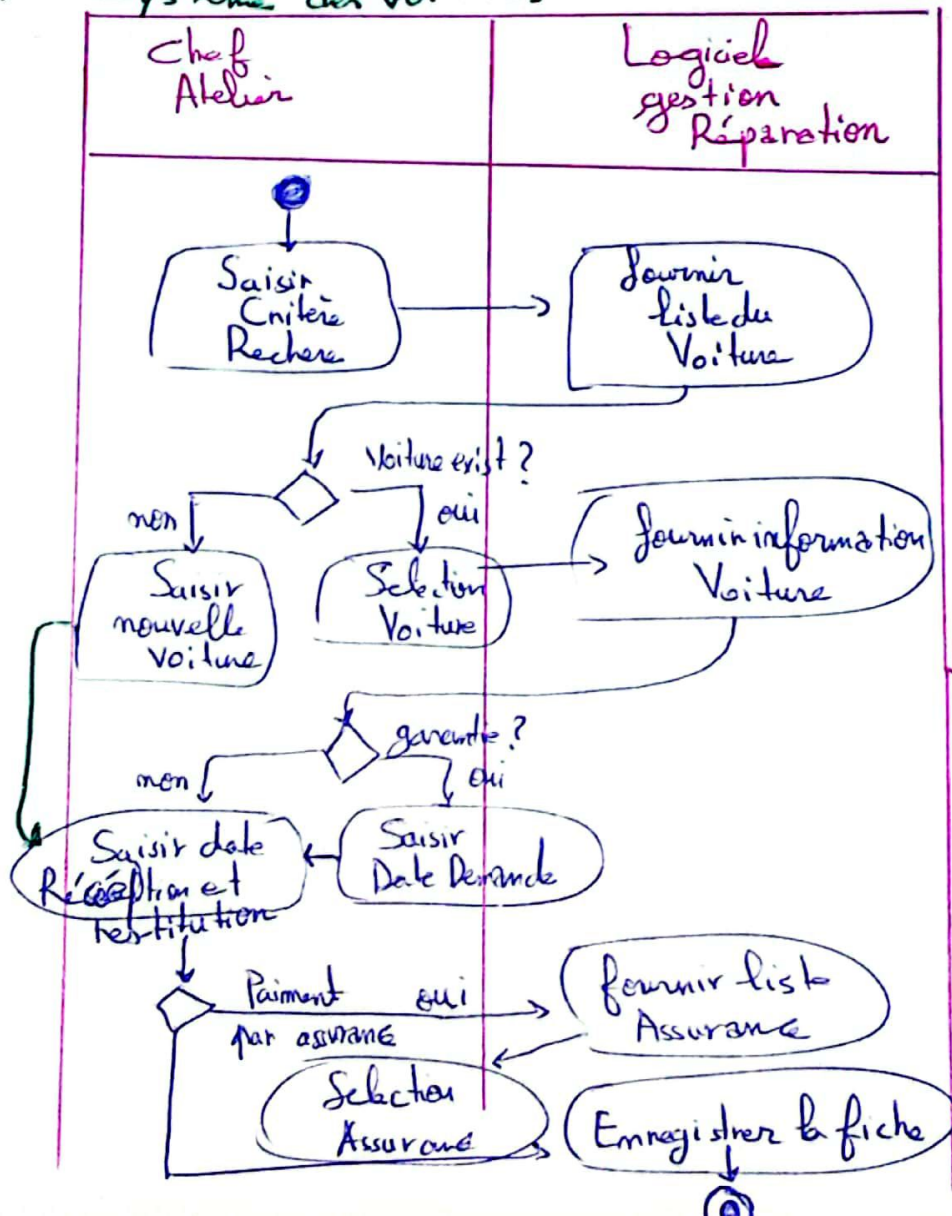 Chef
Atelier
Logiciel
gestion
Réparation
Saisir
Critère
Rechere
fournir
liste du
Voiture
Voiture exist ?
non
oui
Saisir
nouvelle
voiture
Sélection
Voiture
fournir information
Voiture
garantie ?
non
oui
Saisir date
Réception et
restitution
Saisir
Date Demande
Paiment oui
par assurance
fournir liste
Assurance
Selection
Assurance
Enregistrer la fiche